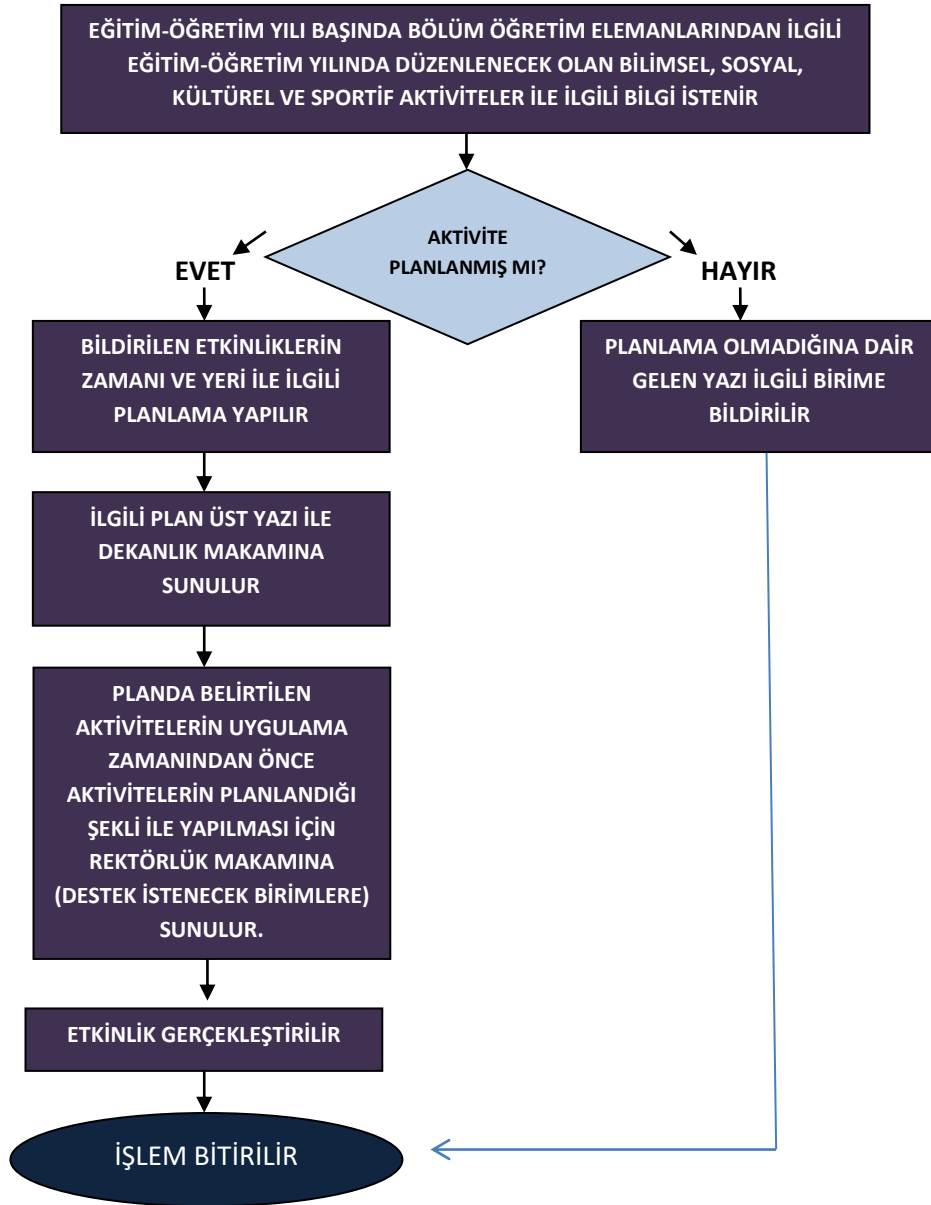 EĞİTİM-ÖĞRETİM YILI BAŞINDA BÖLÜM ÖĞRETİM ELEMANLARINDAN İLGİLİ
EĞİTİM-ÖĞRETİM YILINDA DÜZENLENECEK OLAN BİLİMSEL, SOSYAL,
KÜLTÜREL VE SPORTİF AKTİVİTELER İLE İLGİLİ BİLGİ İSTENİR
AKTİVİTE
PLANLANMIŞ MI?
EVET
HAYIR
BİLDİRİLEN ETKİNLİKLERİN
ZAMANI VE YERİ İLE İLGİLİ
PLANLAMA YAPILIR
PLANLAMA OLMADIĞINA DAİR
GELEN YAZI İLGİLİ BİRİME
BİLDİRİLİR
İLGİLİ PLAN ÜST YAZI İLE
DEKANLIK MAKAMINA
SUNULUR
PLANDA BELİRTİLEN
AKTİVİTELERİN UYGULAMA
ZAMANINDAN ÖNCE
AKTİVİTELERİN PLANLANDIĞI
ŞEKLİ İLE YAPILMASI İÇİN
REKTÖRLÜK MAKAMINA
(DESTEK İSTENECEK BİRİMLERE)
SUNULUR.
ETKİNLİK GERÇEKLEŞTİRİLİR
İŞLEM BİTİRİLİR